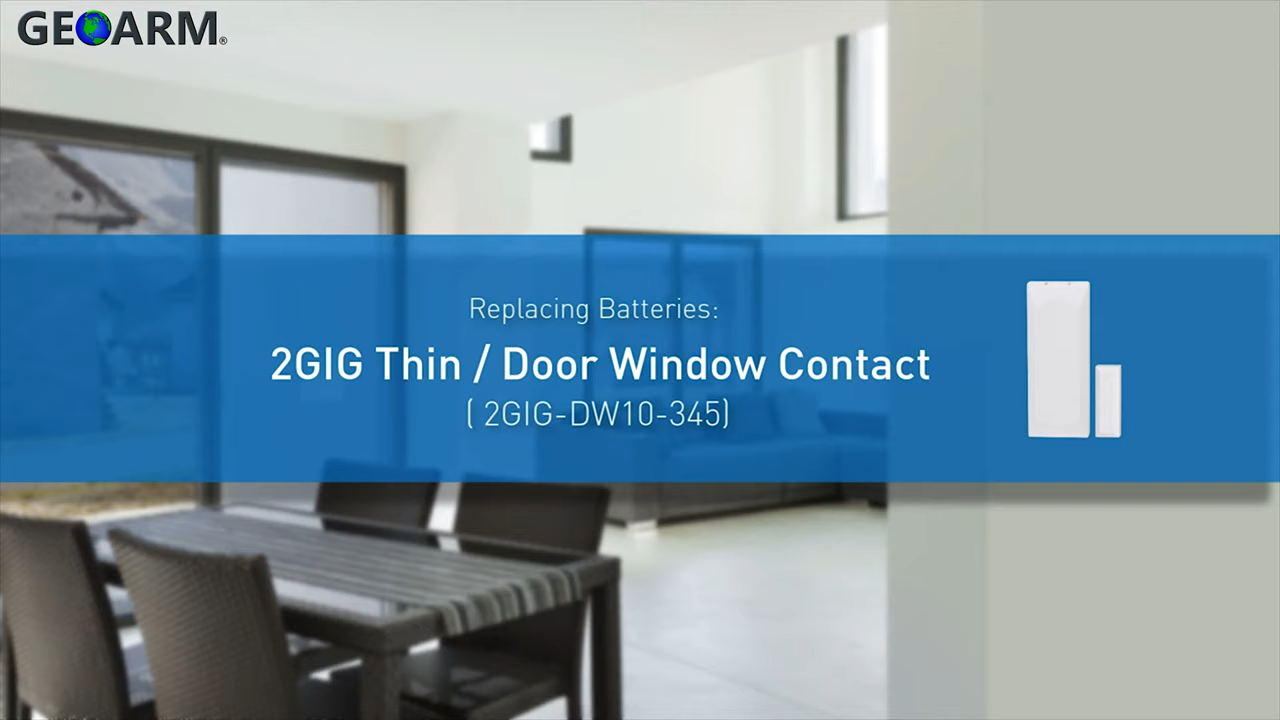 GEOARM®
Replacing Batteries:
2GIG Thin / Door Window Contact
( 2GIG-DW10-345)